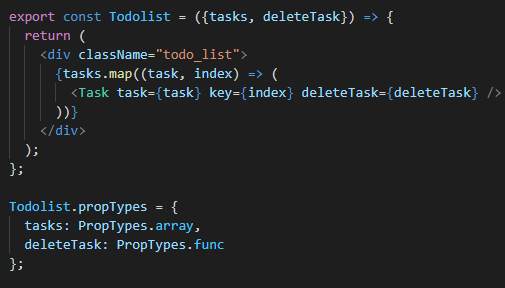 export const Todolist = ({tasks, deleteTask}) => {
  return (
    <div className="todo_list">
      {tasks.map((task, index) => (
        <Task task={task} key={index} deleteTask={deleteTask} />
      ))}
    </div>
  );
};

Todolist.propTypes = {
  tasks: PropTypes.array,
  deleteTask: PropTypes.func
};